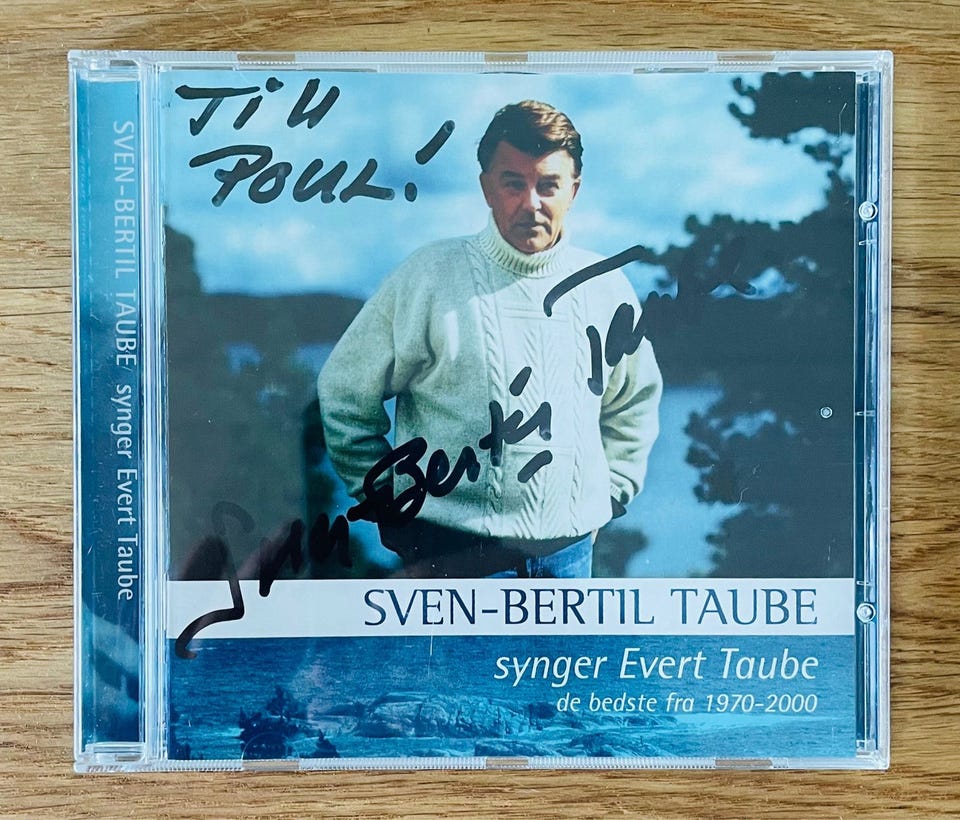 SVEN-BERTIL TAUBE synger Evert Taube
Till
POUL!
Sven-Bertil Taube
SVEN-BERTIL TAUBE
synger Evert Taube
de bedste fra 1970-2000